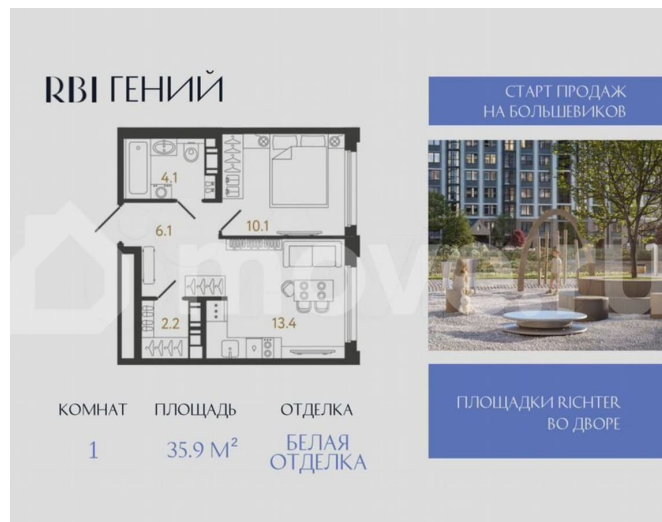 RBI ГЕНИЙ
4.1
6.1
10.1
2.2
13.4
КОМНАТ ПЛОЩАДЬ ОТДЕЛКА
1 35.9 М² БЕЛАЯ
ОТДЕЛКА
СТАРТ ПРОДАЖ
НА БОЛЬШЕВИКОВ
ПЛОЩАДКИ RICHTER
ВО ДВОРЕ